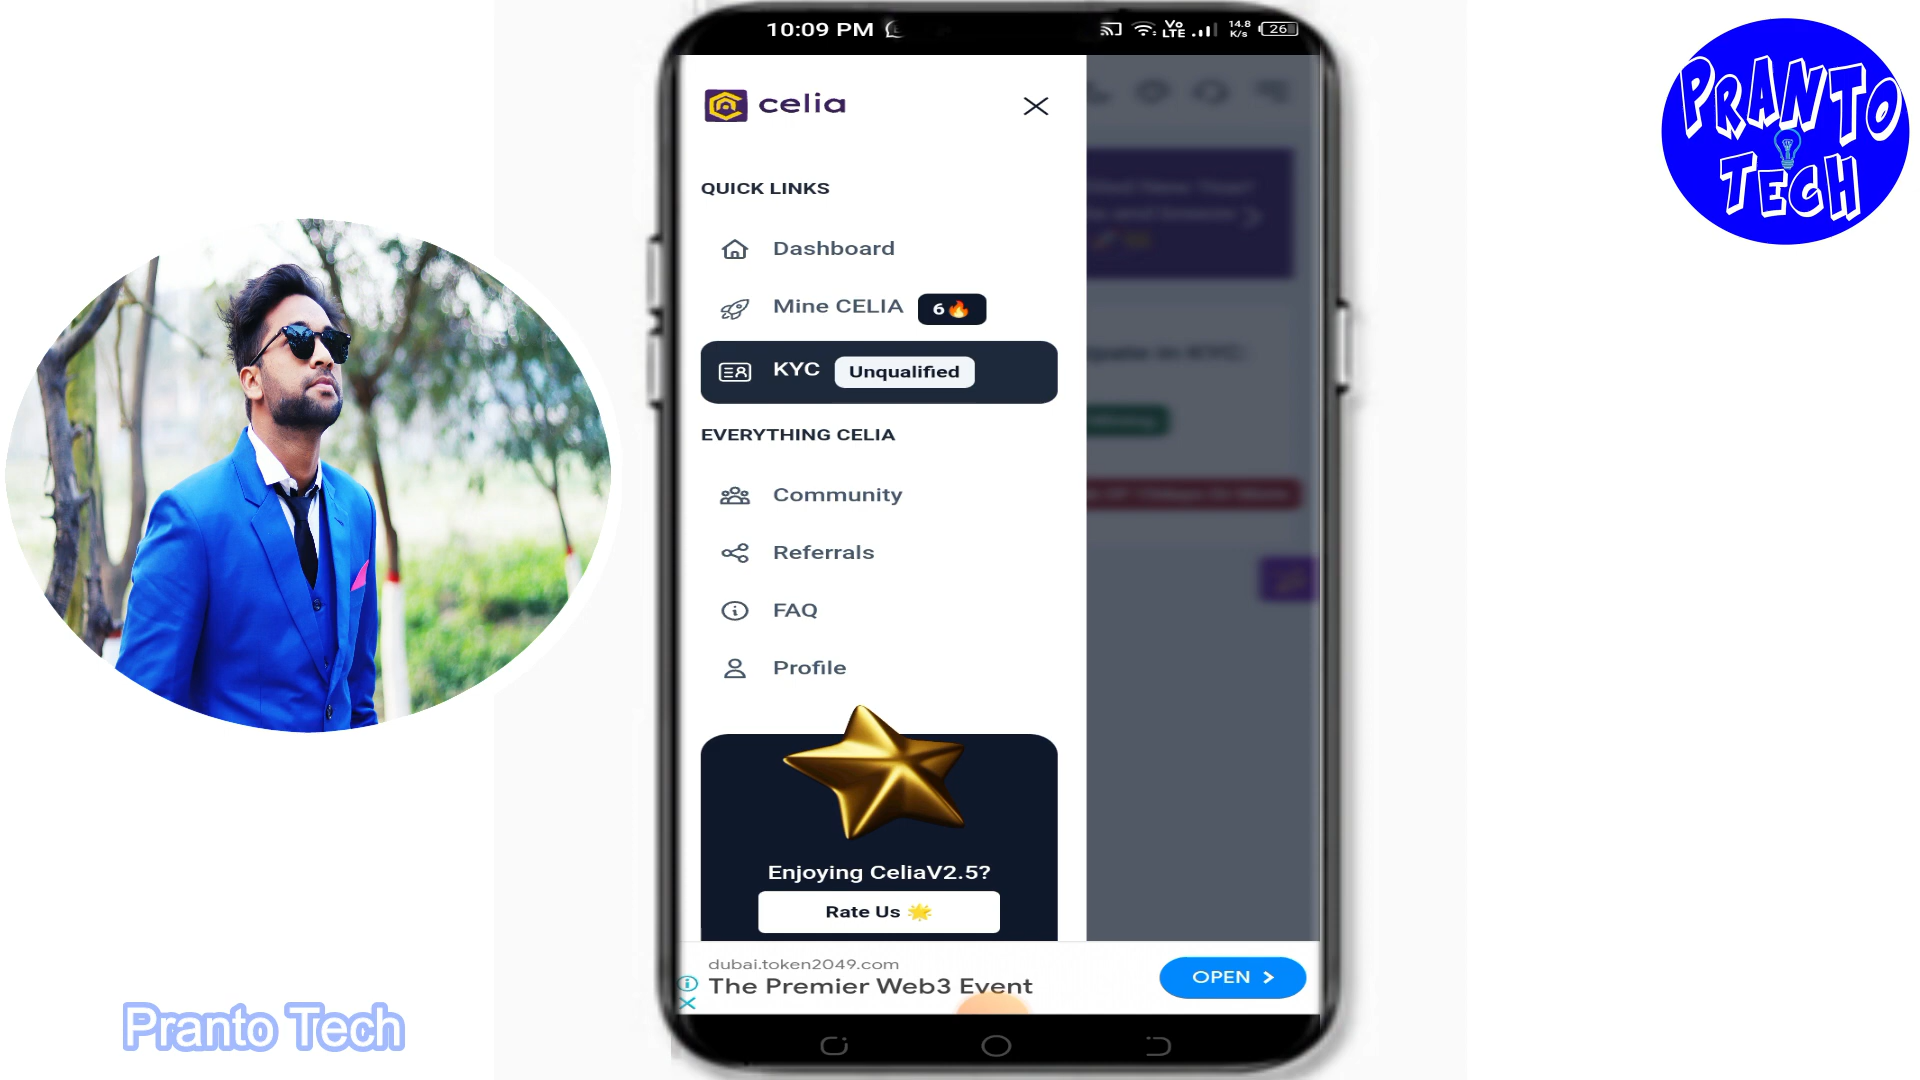 10:09 PM
Vo
LTE
14.8
K/s
26
celia
QUICK LINKS
Dashboard
Mine CELIA 6🔥
KYC Unqualified
EVERYTHING CELIA
Community
Referrals
FAQ
Profile
Enjoying CeliaV2.5?
Rate Us 🌟
dubai.token2049.com
The Premier Web3 Event
OPEN >
PRANTO
TECH
Pranto Tech